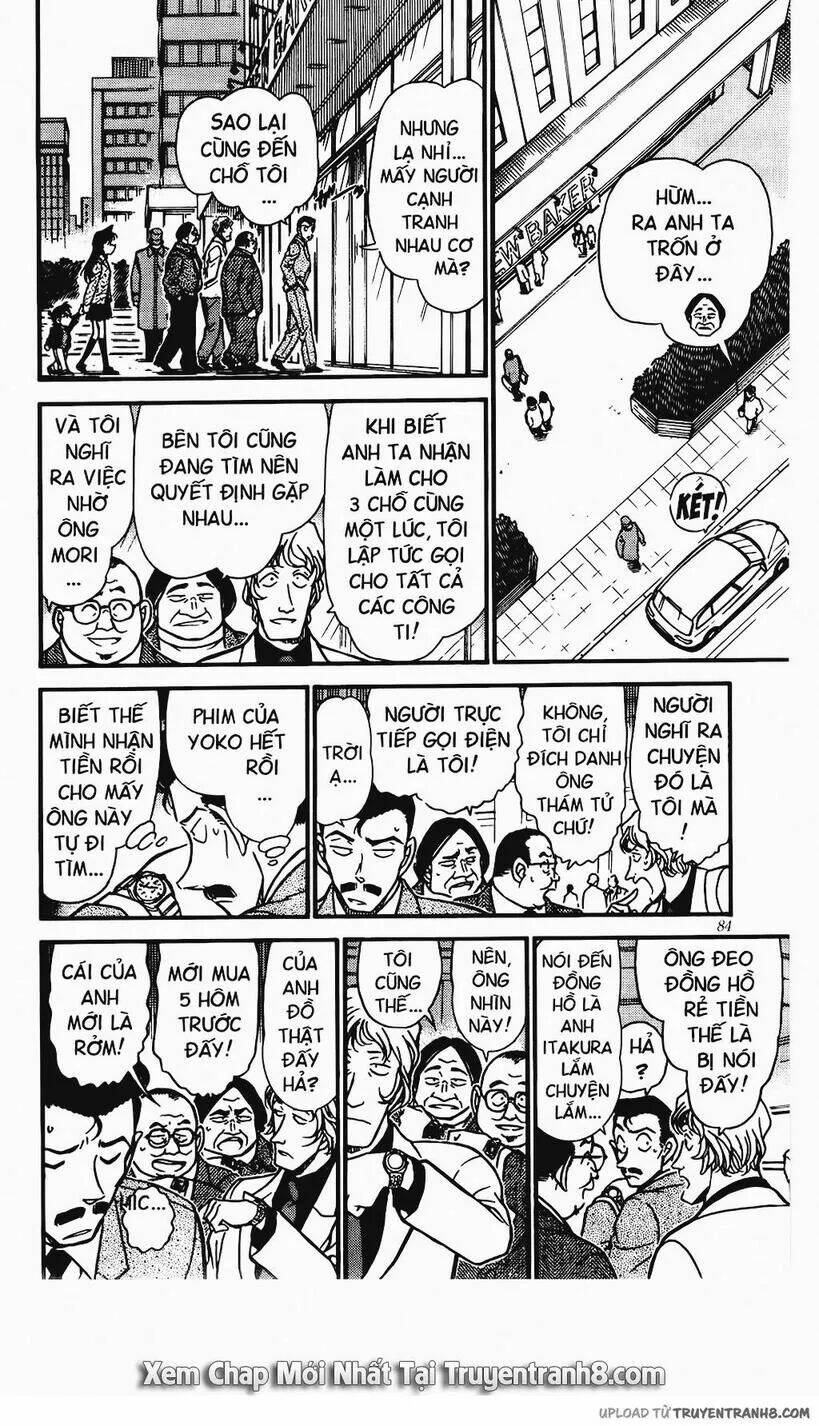 HỪM...
RA ANH TA
TRỐN Ở
ĐÂY...
EW BAKER
KÉT!
NHƯNG
LẠ NHỈ...
MẤY NGƯỜI
CẠNH
TRANH
NHAU CƠ
MÀ?
SAO LẠI
CÙNG ĐẾN
CHỖ TÔI
...
BAKER
KHI BIẾT
ANH TA NHẬN
LÀM CHO
3 CHỖ CÙNG
MỘT LÚC, TÔI
LẬP TỨC GỌI
CHO TẤT CẢ
CÁC CÔNG
TI!
BÊN TÔI CŨNG
ĐANG TÌM NÊN
QUYẾT ĐỊNH GẶP
NHAU...
VÀ TÔI
NGHĨ
RA VIỆC
NHỜ
ÔNG
MORI
...
NGƯỜI
NGHĨ RA
CHUYỆN
ĐÓ LÀ
TÔI MÀ
!
KHÔNG,
TÔI CHỈ
ĐÍCH DANH
ÔNG
THÁM TỬ
CHỨ!
NGƯỜI TRỰC
TIẾP GỌI ĐIỆN
LÀ TÔI!
TRỜI
Ạ...
PHIM CỦA
YOKO HẾT
RỒI
...
BIẾT THẾ
MÌNH NHẬN
TIỀN RỒI
CHO MẤY
ÔNG NÀY
TỰ ĐI
TÌM...
84
ÔNG ĐEO
ĐỒNG HỒ
RẺ TIỀN
THẾ LÀ
BỊ NÓI
ĐẤY!
HẢ
?
NÓI ĐẾN
ĐỒNG
HỒ LÀ
ANH
ITAKURA
LẮM
CHUYỆN
LẮM...
NÊN,
ÔNG
NHÌN
NÀY!
TÔI
CŨNG
THẾ...
CỦA
ANH
ĐỒ
THẬT
ĐẤY
HẢ?
MỚI MUA
5 HÔM
TRƯỚC
ĐẤY!
CÁI CỦA
ANH
MỚI LÀ
RỞM!
HIC...
Xem Chap Mới Nhất Tại Truyentranh8.com
UPLOAD TỪ TRUYENTRANH8.COM